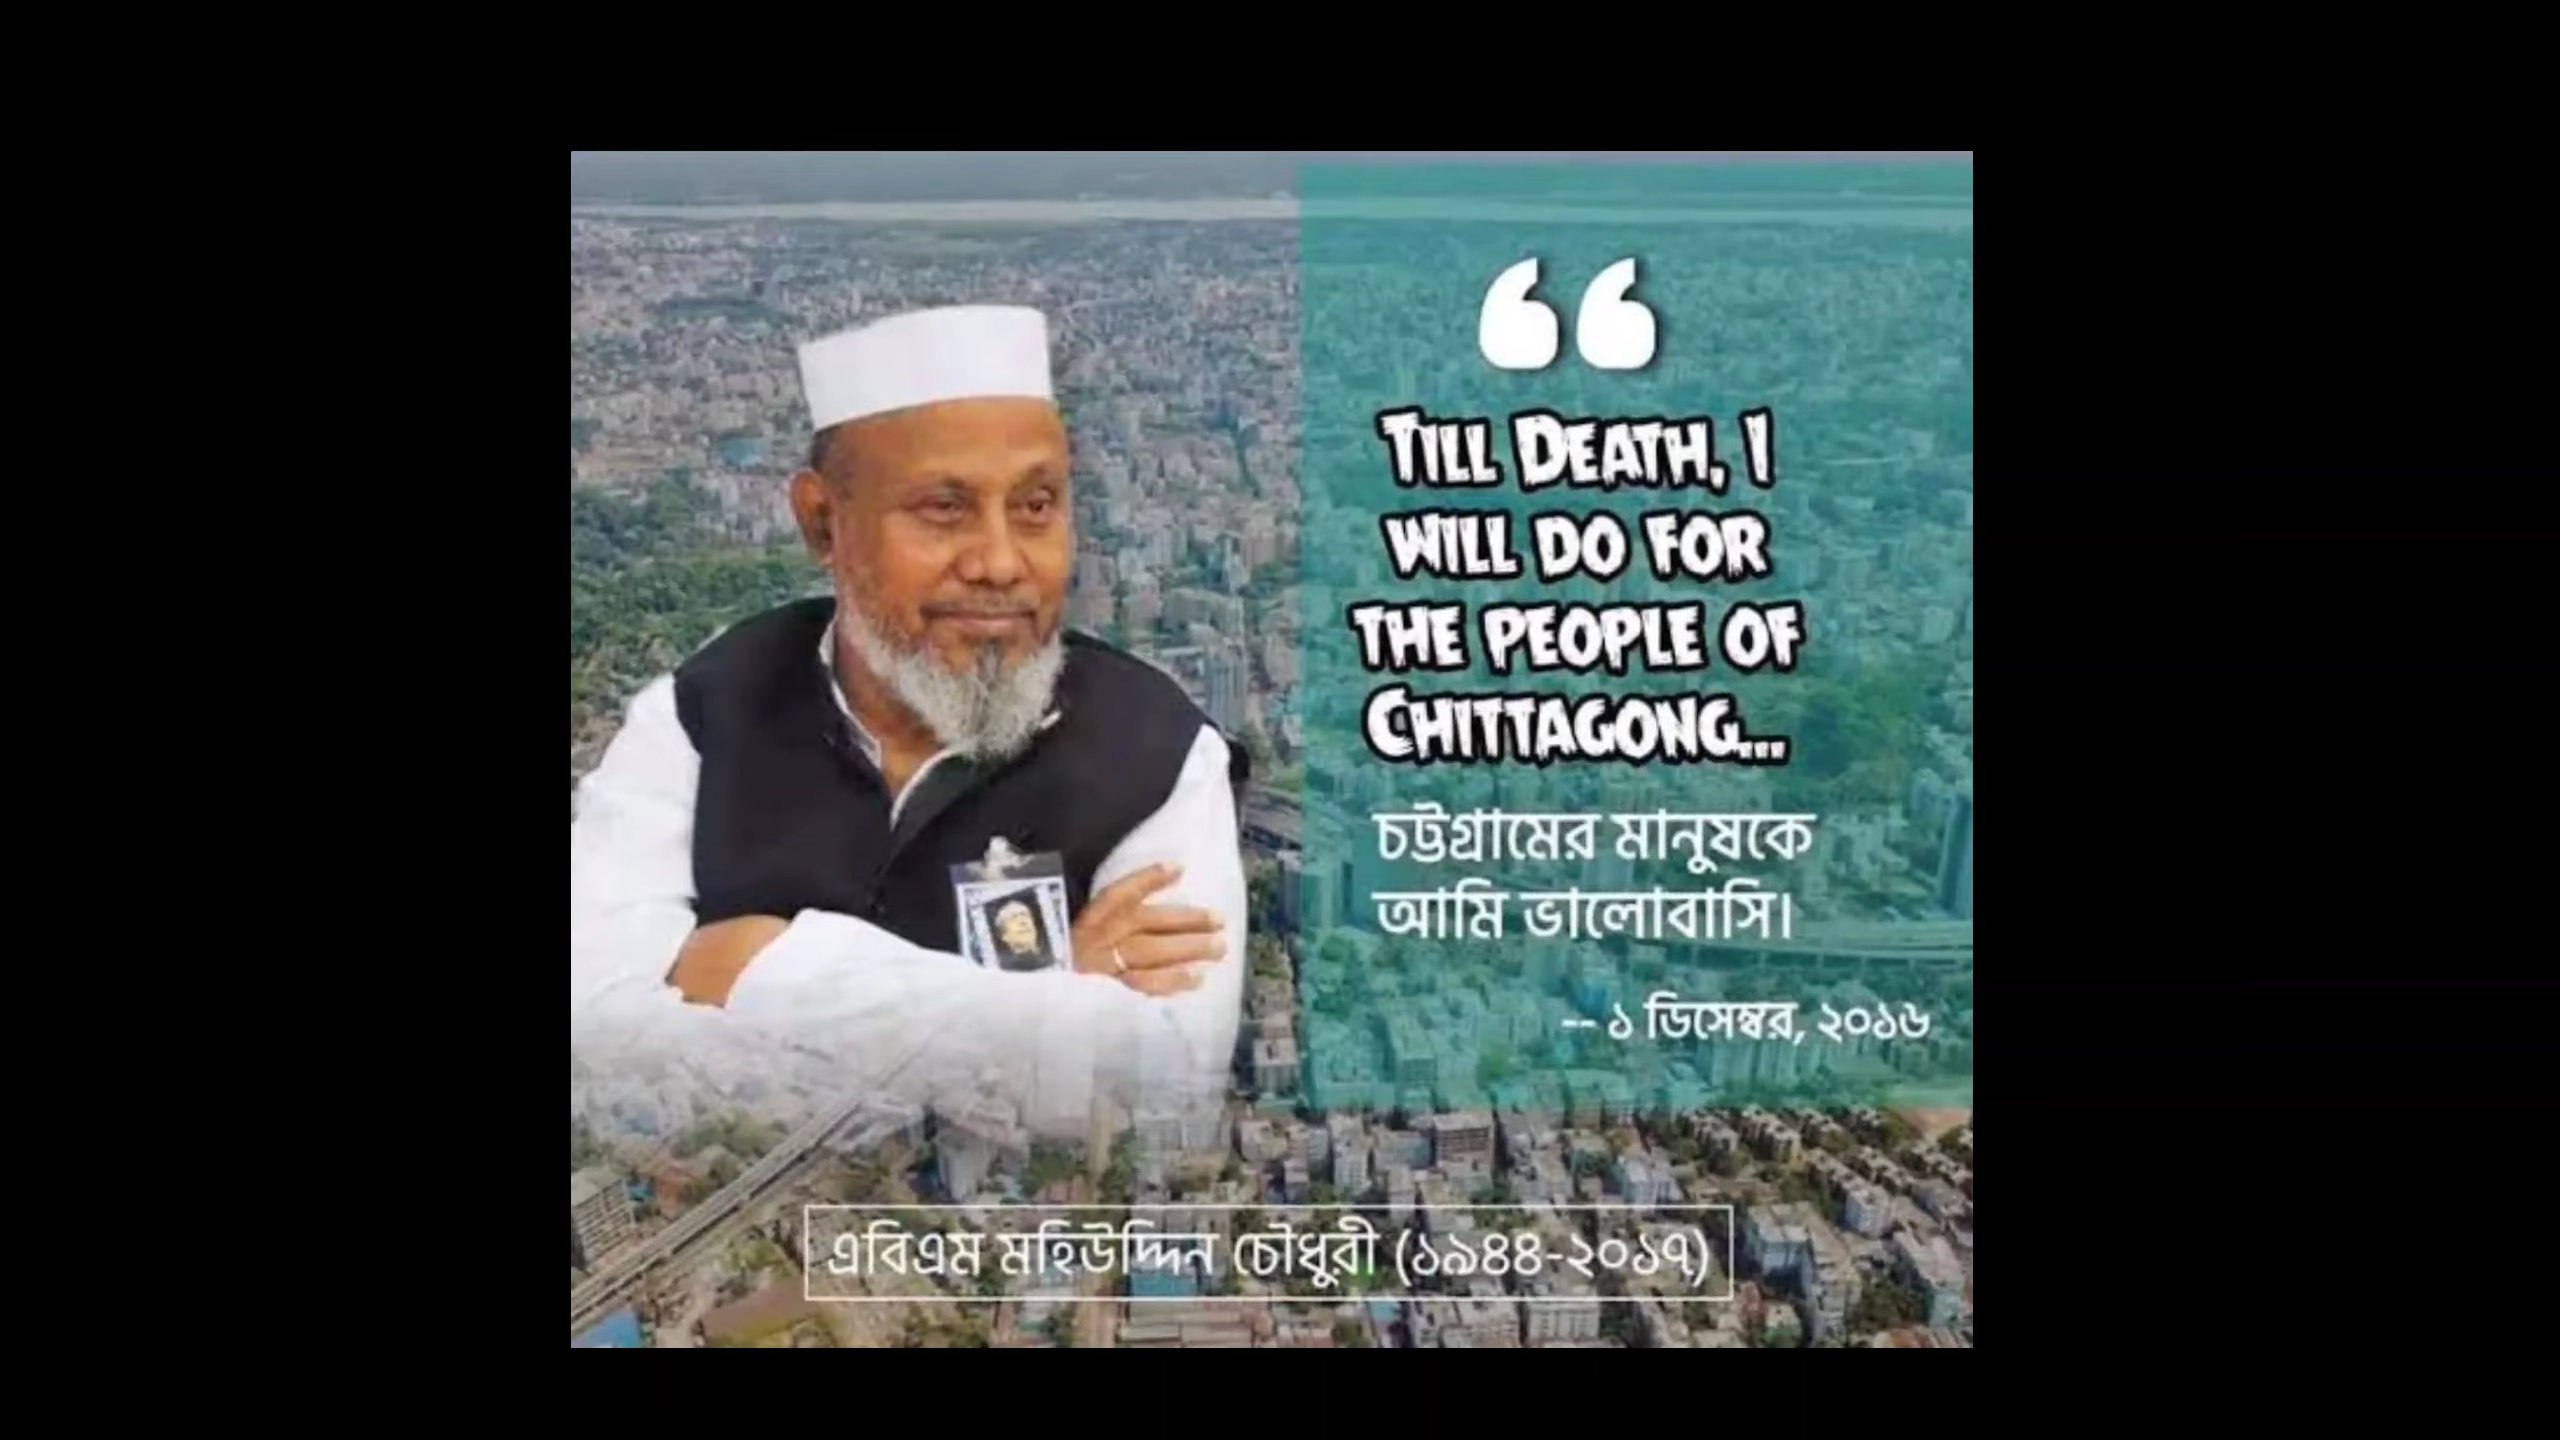 ❝
TILL DEATH, I
WILL DO FOR
THE PEOPLE OF
CHITTAGONG...
চট্টগ্রামের মানুষকে
আমি ভালোবাসি।
-- ১ ডিসেম্বর, ২০১৬
এবিএম মহিউদ্দিন চৌধুরী (১৯৪৪-২০১৭)